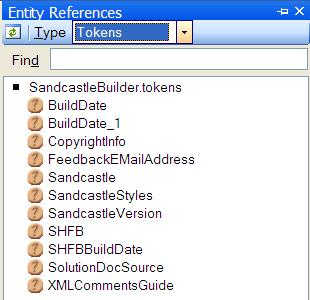 Entity References
Type Tokens
Find
SandcastleBuilder.tokens
BuildDate
BuildDate_1
CopyrightInfo
FeedbackEMailAddress
Sandcastle
SandcastleStyles
SandcastleVersion
SHFB
SHFBBuildDate
SolutionDocSource
XMLCommentsGuide